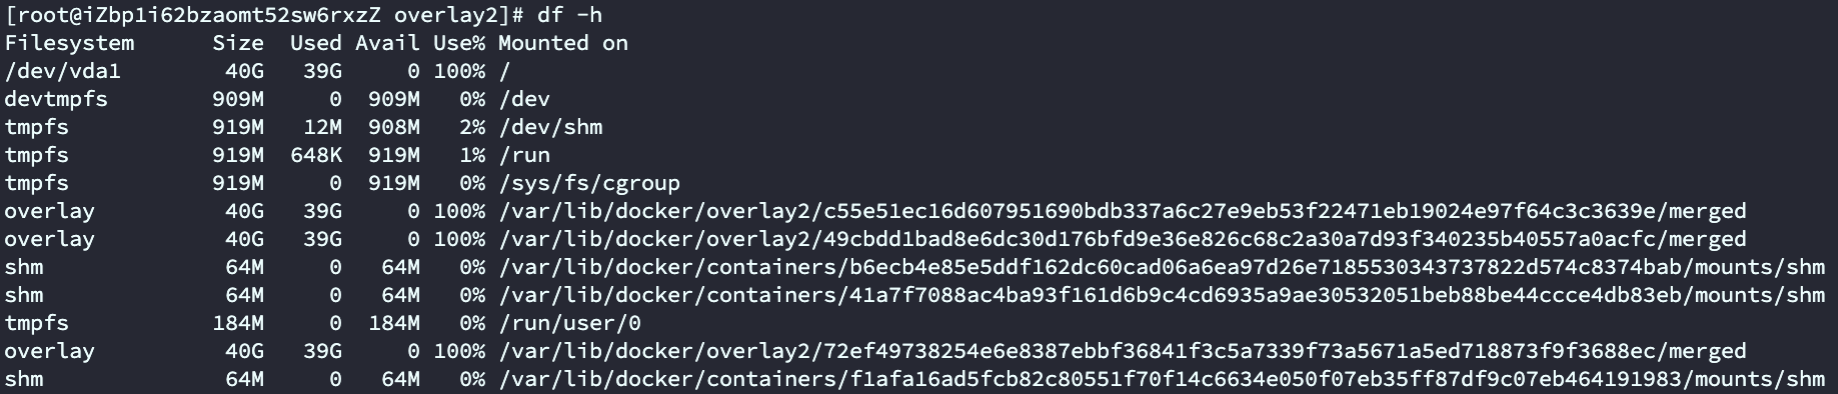 [root@iZbp1i62bzaomt52sw6rxzZ overlay2]# df -h
Filesystem      Size  Used Avail Use% Mounted on
/dev/vda1        40G   39G     0 100% /
devtmpfs        909M     0  909M   0% /dev
tmpfs           919M   12M  908M   2% /dev/shm
tmpfs           919M  648K  919M   1% /run
tmpfs           919M     0  919M   0% /sys/fs/cgroup
overlay          40G   39G     0 100% /var/lib/docker/overlay2/c55e51ec16d607951690bdb337a6c27e9eb53f22471eb19024e97f64c3c3639e/merged
overlay          40G   39G     0 100% /var/lib/docker/overlay2/49cbdd1bad8e6dc30d176bfd9e36e826c68c2a30a7d93f340235b40557a0acfc/merged
shm              64M     0   64M   0% /var/lib/docker/containers/b6ecb4e85e5ddf162dc60cad06a6ea97d26e7185530343737822d574c8374bab/mounts/shm
shm              64M     0   64M   0% /var/lib/docker/containers/41a7f7088ac4ba93f161d6b9c4cd6935a9ae30532051beb88be44ccce4db83eb/mounts/shm
tmpfs           184M     0  184M   0% /run/user/0
overlay          40G   39G     0 100% /var/lib/docker/overlay2/72ef49738254e6e8387ebbf36841f3c5a7339f73a5671a5ed718873f9f3688ec/merged
shm              64M     0   64M   0% /var/lib/docker/containers/f1afa16ad5fcb82c80551f70f14c6634e050f07eb35ff87df9c07eb464191983/mounts/shm